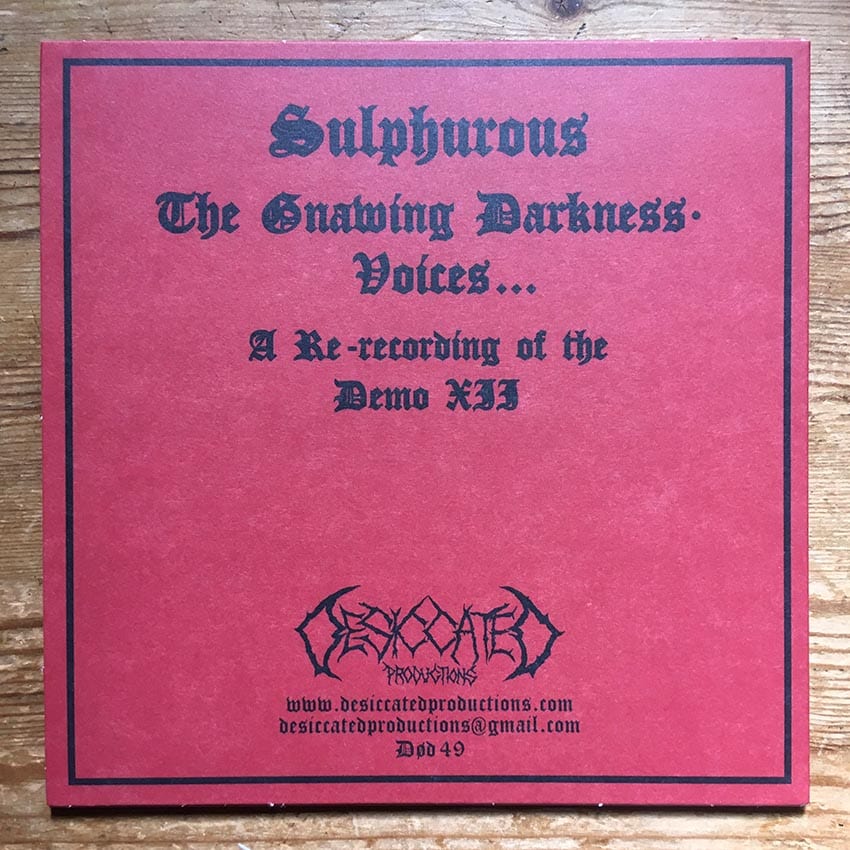 Sulphurous
The Gnawing Darkness·
Voices...
A Re-recording of the
Demo XII
DESICCATED
PRODUCTIONS
www.desiccatedproductions.com
desiccatedproductions@gmail.com
Død 49